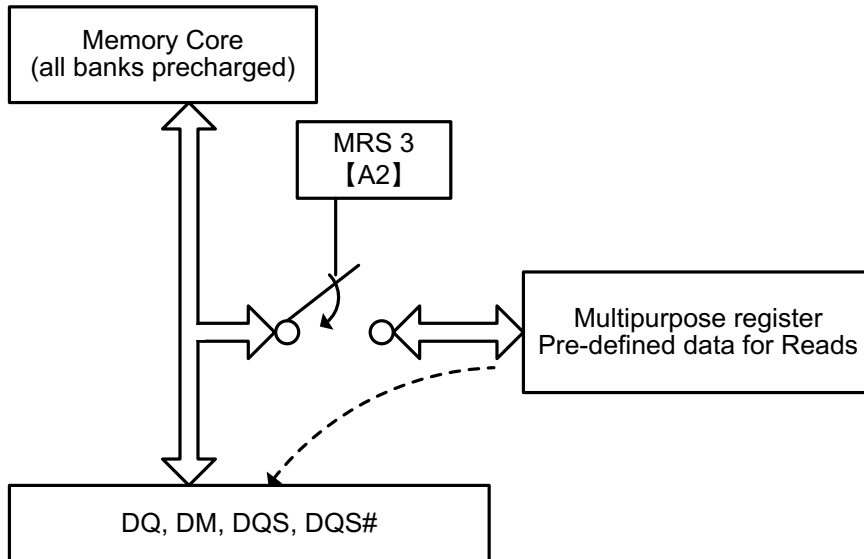 Memory Core
(all banks precharged)
MRS 3
【A2】
Multipurpose register
Pre-defined data for Reads
DQ, DM, DQS, DQS#